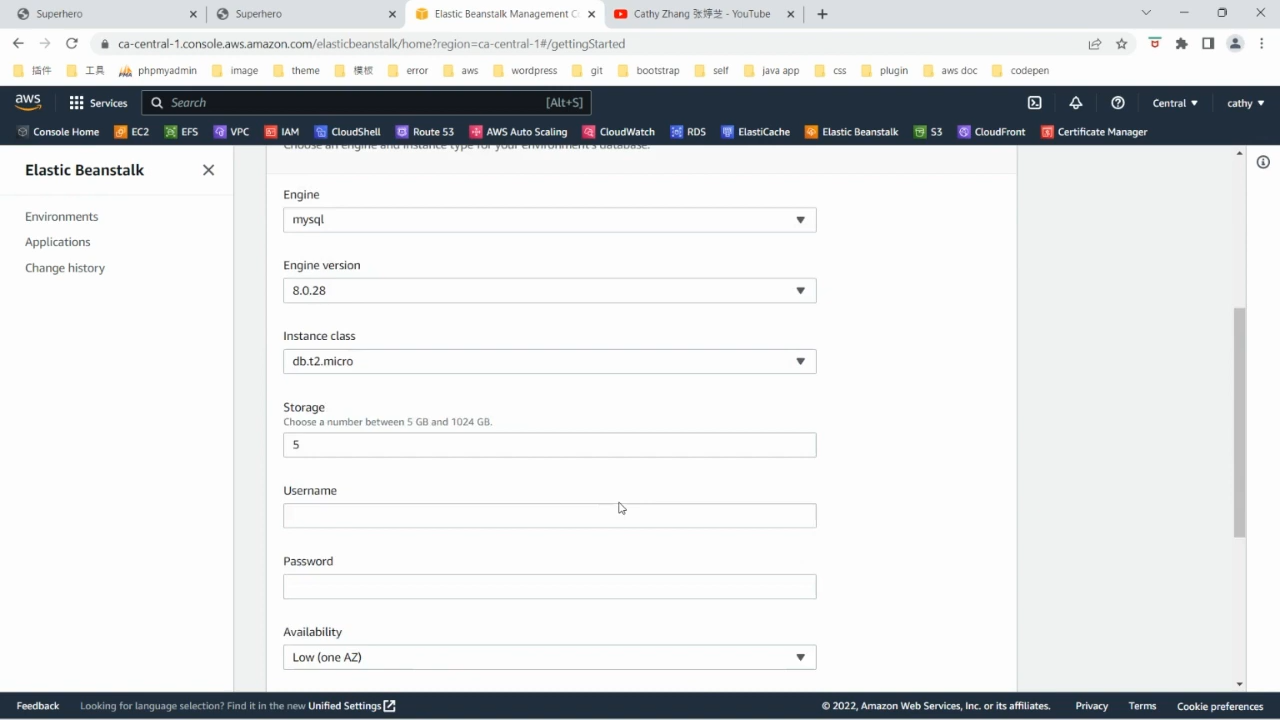 Superhero
Superhero
Elastic Beanstalk Management Co
Cathy Zhang 张婷芝 - YouTube
ca-central-1.console.aws.amazon.com/elasticbeanstalk/home?region=ca-central-1#/gettingStarted
插件 工具 phpmyadmin image theme 模板 error aws wordpress git bootstrap self java app css plugin aws doc codepen
aws Services Search [Alt+S] Central cathy
Console Home EC2 EFS VPC IAM CloudShell Route 53 AWS Auto Scaling CloudWatch RDS ElastiCache Elastic Beanstalk S3 CloudFront Certificate Manager
Elastic Beanstalk
Environments
Applications
Change history
Choose an engine and instance type for your environment's database.
Engine
mysql
Engine version
8.0.28
Instance class
db.t2.micro
Storage
Choose a number between 5 GB and 1024 GB.
5
Username
Password
Availability
Low (one AZ)
Feedback Looking for language selection? Find it in the new Unified Settings © 2022, Amazon Web Services, Inc. or its affiliates. Privacy Terms Cookie preferences